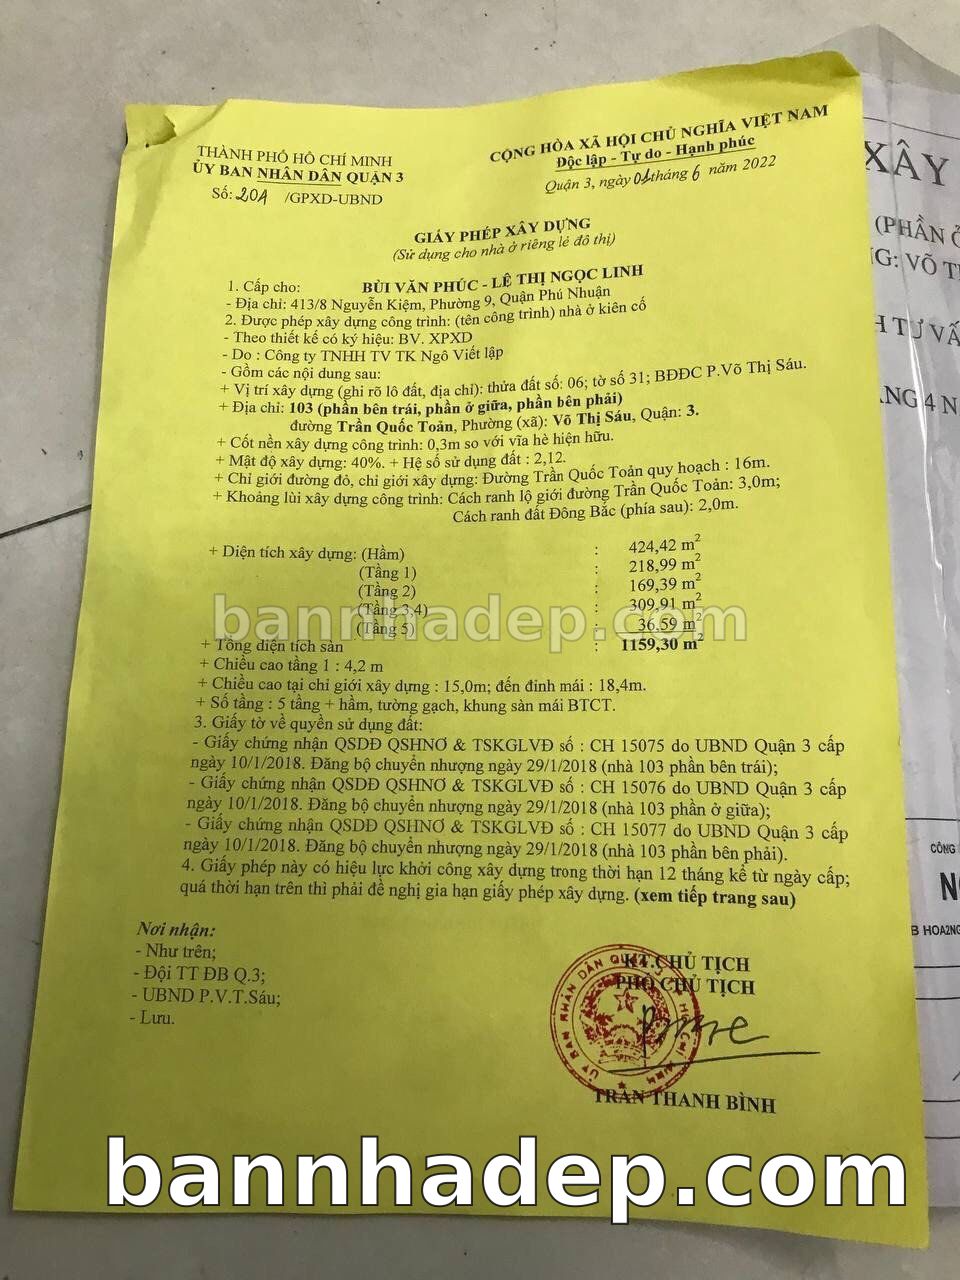 THÀNH PHỐ HỒ CHÍ MINH
ỦY BAN NHÂN DÂN QUẬN 3
Số: 20A /GPXD-UBND
CỘNG HÒA XÃ HỘI CHỦ NGHĨA VIỆT NAM
Độc lập - Tự do - Hạnh phúc
Quận 3, ngày 01 tháng 6 năm 2022
GIẤY PHÉP XÂY DỰNG
(Sử dụng cho nhà ở riêng lẻ đô thị)
1. Cấp cho: BÙI VĂN PHÚC - LÊ THỊ NGỌC LINH
- Địa chỉ: 413/8 Nguyễn Kiệm, Phường 9, Quận Phú Nhuận
2. Được phép xây dựng công trình: (tên công trình) nhà ở kiên cố
- Theo thiết kế có ký hiệu: BV. XPXD
- Do : Công ty TNHH TV TK Ngô Viết lập
- Gồm các nội dung sau:
+ Vị trí xây dựng (ghi rõ lô đất, địa chỉ): thửa đất số: 06; tờ số 31; BĐĐC P.Võ Thị Sáu.
+ Địa chỉ: 103 (phần bên trái, phần ở giữa, phần bên phải)
đường Trần Quốc Toản, Phường (xã): Võ Thị Sáu, Quận: 3.
+ Cốt nền xây dựng công trình: 0,3m so với vĩa hè hiện hữu.
+ Mật độ xây dựng: 40%. + Hệ số sử dụng đất : 2,12.
+ Chỉ giới đường đỏ, chỉ giới xây dựng: Đường Trần Quốc Toản quy hoạch : 16m.
+ Khoảng lùi xây dựng công trình: Cách ranh lộ giới đường Trần Quốc Toản: 3,0m;
Cách ranh đất Đông Bắc (phía sau): 2,0m.
+ Diện tích xây dựng: (Hầm) : 424,42 m²
(Tầng 1) : 218,99 m²
(Tầng 2) : 169,39 m²
(Tầng 3,4) : 309,91 m²
(Tầng 5) : 36,59 m²
+ Tổng diện tích sàn : 1159,30 m²
+ Chiều cao tầng 1 : 4,2 m
+ Chiều cao tại chỉ giới xây dựng : 15,0m; đến đỉnh mái : 18,4m.
+ Số tầng : 5 tầng + hầm, tường gạch, khung sàn mái BTCT.
3. Giấy tờ về quyền sử dụng đất:
- Giấy chứng nhận QSDĐ QSHNƠ & TSKGLVĐ số : CH 15075 do UBND Quận 3 cấp
ngày 10/1/2018. Đăng bộ chuyển nhượng ngày 29/1/2018 (nhà 103 phần bên trái);
- Giấy chứng nhận QSDĐ QSHNƠ & TSKGLVĐ số : CH 15076 do UBND Quận 3 cấp
ngày 10/1/2018. Đăng bộ chuyển nhượng ngày 29/1/2018 (nhà 103 phần ở giữa);
- Giấy chứng nhận QSDĐ QSHNƠ & TSKGLVĐ số : CH 15077 do UBND Quận 3 cấp
ngày 10/1/2018. Đăng bộ chuyển nhượng ngày 29/1/2018 (nhà 103 phần bên phải).
4. Giấy phép này có hiệu lực khởi công xây dựng trong thời hạn 12 tháng kể từ ngày cấp;
quá thời hạn trên thì phải đề nghị gia hạn giấy phép xây dựng. (xem tiếp trang sau)
Nơi nhận:
- Như trên;
- Đội TT ĐB Q.3;
- UBND P.V.T.Sáu;
- Lưu.
KT.CHỦ TỊCH
PHÓ CHỦ TỊCH
TRẦN THANH BÌNH
bannhadep.com
bannhadep.com
XÂY
(PHẦN Ở
NG: VÕ T
H TƯ VẤ
NG 4 N
CÔNG
N
B HOA2NG